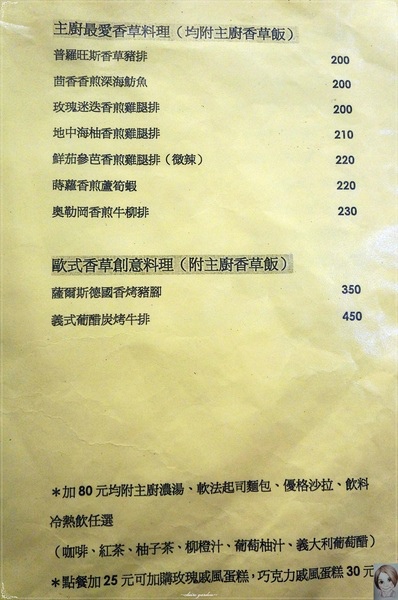 主廚最愛香草料理（均附主廚香草飯）
普羅旺斯香草豬排 200
茴香香煎深海魴魚 200
玫瑰迷迭香煎雞腿排 200
地中海柚香煎雞腿排 210
鮮茄參芭香煎雞腿排（微辣） 220
蒔蘿香煎蘆筍蝦 220
奧勒岡香煎牛柳排 230
歐式香草創意料理（附主廚香草飯）
薩爾斯德國香烤豬腳 350
義式葡醋炭烤牛排 450
＊加 80 元均附主廚濃湯、軟法起司麵包、優格沙拉、飲料
冷熱飲任選
（咖啡、紅茶、柚子茶、柳橙汁、葡萄柚汁、義大利葡萄醋）
＊點餐加 25 元可加購玫瑰戚風蛋糕，巧克力戚風蛋糕 30 元